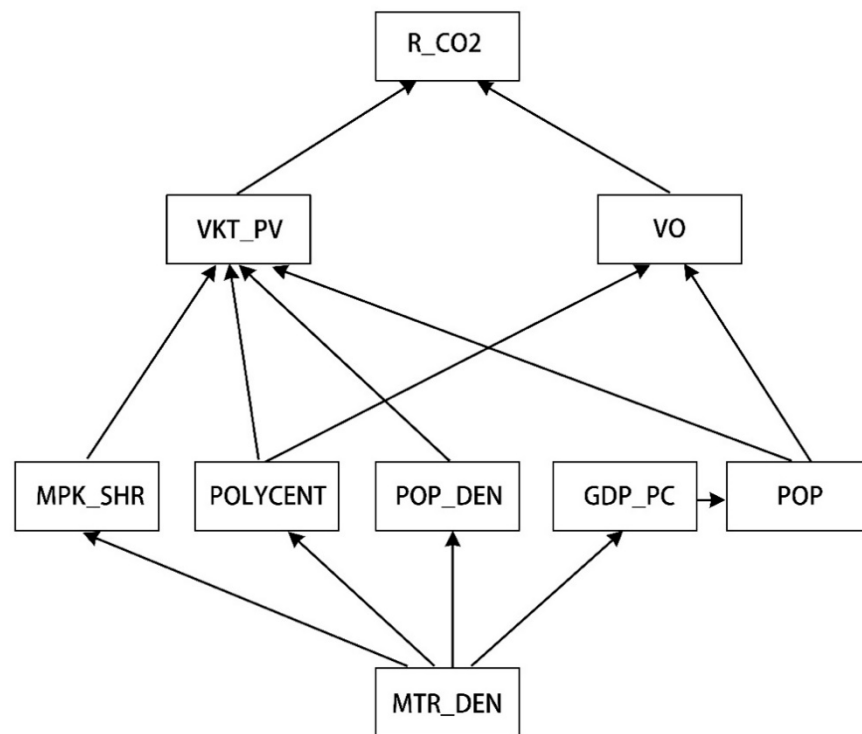 R_CO2
VKT_PV
VO
MPK_SHR
POLYCENT
POP_DEN
GDP_PC
POP
MTR_DEN